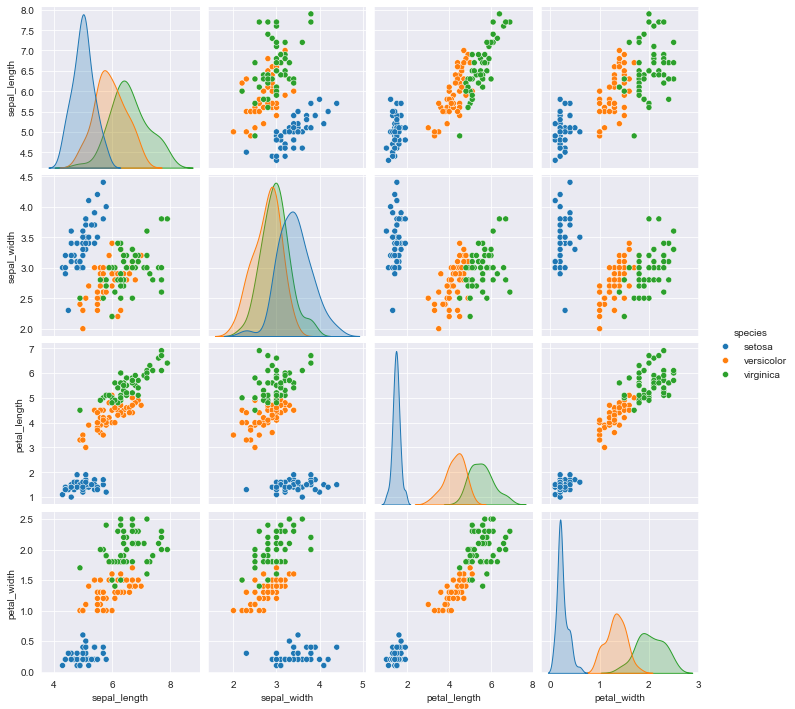 8.0
7.5
7.0
6.5
6.0
5.5
5.0
4.5
sepal_length
4.5
4.0
3.5
3.0
2.5
2.0
sepal_width
7
6
5
4
3
2
1
petal_length
2.5
2.0
1.5
1.0
0.5
0.0
petal_width
4 6 8
sepal_length
2 3 4 5
sepal_width
2 4 6 8
petal_length
0 1 2 3
petal_width
species
setosa
versicolor
virginica